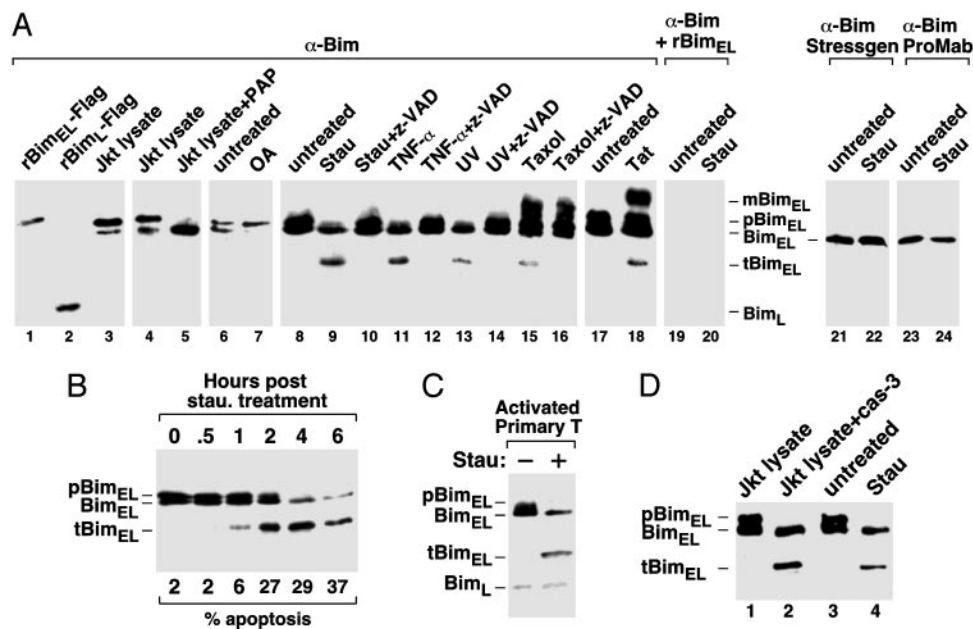 A
α-Bim
α-Bim
+ rBimEL
α-Bim
Stressgen
α-Bim
ProMab
rBimEL-Flag
rBimL-Flag
Jkt lysate
Jkt lysate
Jkt lysate+PAP
untreated
OA
untreated
Stau
Stau+z-VAD
TNF-α
TNF-α+z-VAD
UV
UV+z-VAD
Taxol
Taxol+z-VAD
untreated
Tat
untreated
Stau
untreated
Stau
untreated
Stau
mBimEL
pBimEL
BimEL
tBimEL
BimL
1 2 3 4 5 6 7 8 9 10 11 12 13 14 15 16 17 18 19 20 21 22 23 24
B
Hours post
stau. treatment
0 .5 1 2 4 6
pBimEL
BimEL
tBimEL
2 2 6 27 29 37
% apoptosis
C
Activated
Primary T
Stau: − +
pBimEL
BimEL
tBimEL
BimL
D
Jkt lysate
Jkt lysate+cas-3
untreated
Stau
pBimEL
BimEL
tBimEL
1 2 3 4